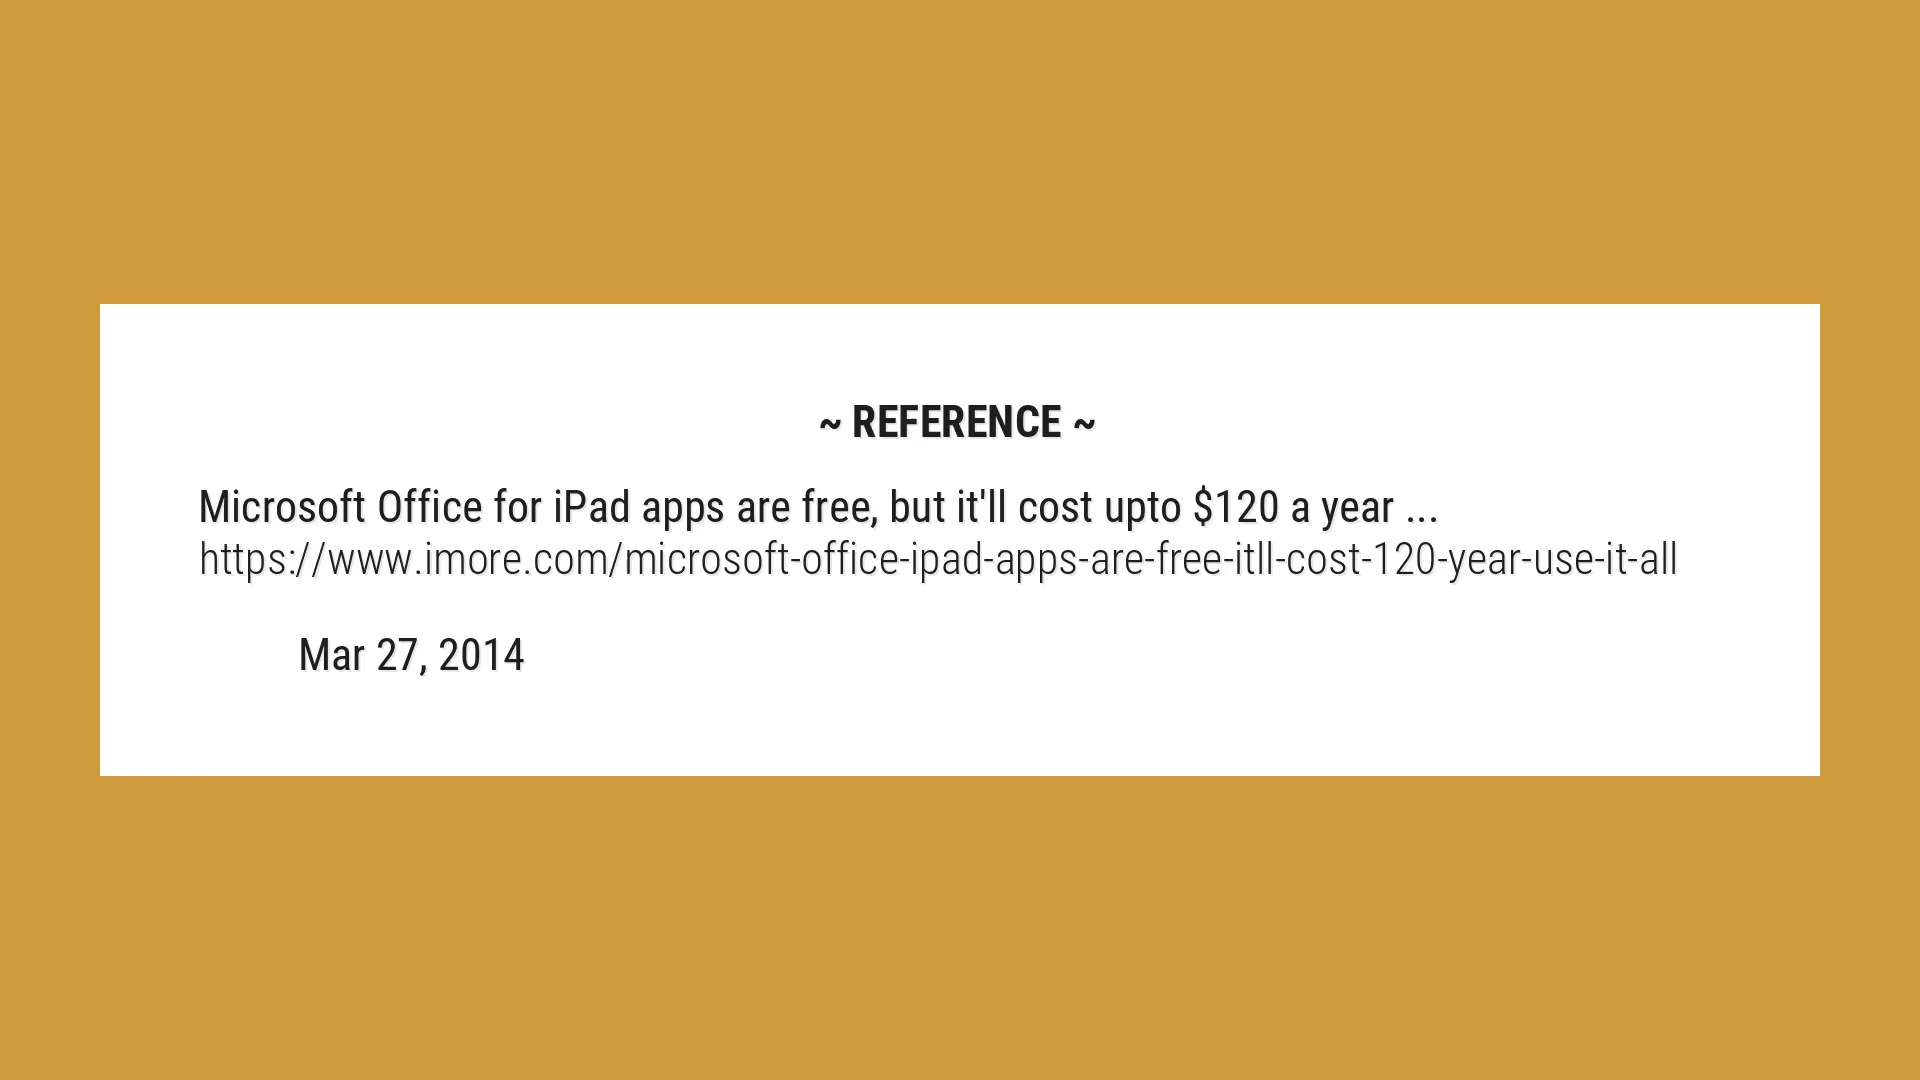 ~ REFERENCE ~
Microsoft Office for iPad apps are free, but it'll cost upto $120 a year ...
https://www.imore.com/microsoft-office-ipad-apps-are-free-itll-cost-120-year-use-it-all
Mar 27, 2014